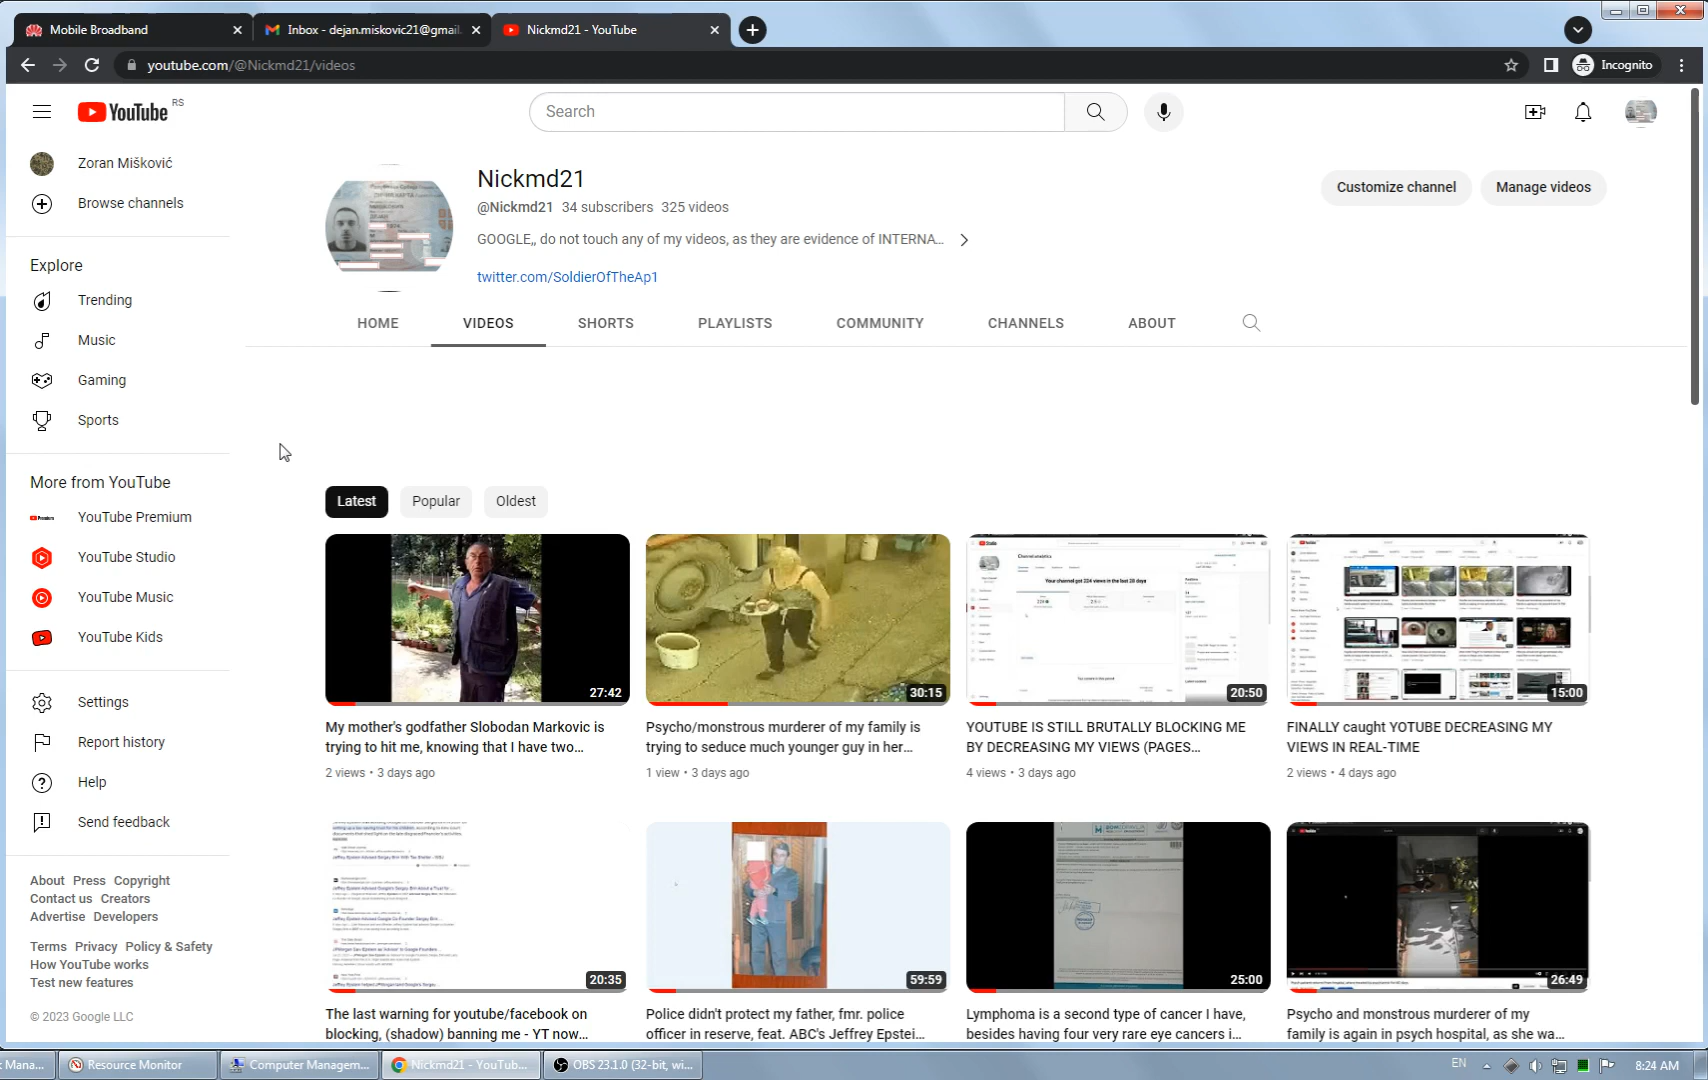 Mobile Broadband
Inbox - dejan.miskovic21@gmail.
Nickmd21 - YouTube
youtube.com/@Nickmd21/videos
Incognito
YouTube RS
Search
Zoran Mišković
Browse channels
Explore
Trending
Music
Gaming
Sports
More from YouTube
YouTube Premium
YouTube Studio
YouTube Music
YouTube Kids
Settings
Report history
Help
Send feedback
About Press Copyright
Contact us Creators
Advertise Developers
Terms Privacy Policy & Safety
How YouTube works
Test new features
© 2023 Google LLC
Nickmd21
@Nickmd21 34 subscribers 325 videos
GOOGLE,, do not touch any of my videos, as they are evidence of INTERNA...
twitter.com/SoldierOfTheAp1
Customize channel
Manage videos
HOME VIDEOS SHORTS PLAYLISTS COMMUNITY CHANNELS ABOUT
Latest Popular Oldest
27:42
My mother's godfather Slobodan Markovic is
trying to hit me, knowing that I have two...
2 views • 3 days ago
30:15
Psycho/monstrous murderer of my family is
trying to seduce much younger guy in her...
1 view • 3 days ago
Your channel got 224 views in the last 28 days
20:50
YOUTUBE IS STILL BRUTALLY BLOCKING ME
BY DECREASING MY VIEWS (PAGES...
4 views • 3 days ago
15:00
FINALLY caught YOTUBE DECREASING MY
VIEWS IN REAL-TIME
2 views • 4 days ago
20:35
The last warning for youtube/facebook on
blocking, (shadow) banning me - YT now...
59:59
Police didn't protect my father, fmr. police
officer in reserve, feat. ABC's Jeffrey Epstei...
25:00
Lymphoma is a second type of cancer I have,
besides having four very rare eye cancers i...
26:49
Psycho and monstrous murderer of my
family is again in psych hospital, as she wa...
Mana...
Resource Monitor
Computer Managem...
Nickmd21 - YouTub...
OBS 23.1.0 (32-bit, wi...
EN
8:24 AM